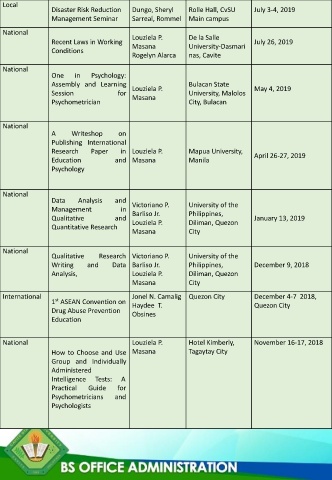 Local
Disaster Risk Reduction
Management Seminar
Dungo, Sheryl
Sarreal, Rommel
Rolle Hall, CvSU
Main campus
July 3-4, 2019
National
Recent Laws in Working
Conditions
Louziela P.
Masana
Rogelyn Alarca
De la Salle
University-Dasmari
nas, Cavite
July 26, 2019
National
One in Psychology:
Assembly and Learning
Session for
Psychometrician
Louziela P.
Masana
Bulacan State
University, Malolos
City, Bulacan
May 4, 2019
National
A Writeshop on
Publishing International
Research Paper in
Education and
Psychology
Louziela P.
Masana
Mapua University,
Manila
April 26-27, 2019
National
Data Analysis and
Management in
Qualitative and
Quantitative Research
Victoriano P.
Barliso Jr.
Louziela P.
Masana
University of the
Philippines,
Diliman, Quezon
City
January 13, 2019
National
Qualitative Research
Writing and Data
Analysis,
Victoriano P.
Barliso Jr.
Louziela P.
Masana
University of the
Philippines,
Diliman, Quezon
City
December 9, 2018
International
1st ASEAN Convention on
Drug Abuse Prevention
Education
Jonel N. Camalig
Haydee T.
Obsines
Quezon City
December 4-7 2018,
Quezon City
National
How to Choose and Use
Group and Individually
Administered
Intelligence Tests: A
Practical Guide for
Psychometricians and
Psychologists
Louziela P.
Masana
Hotel Kimberly,
Tagaytay City
November 16-17, 2018
BS OFFICE ADMINISTRATION